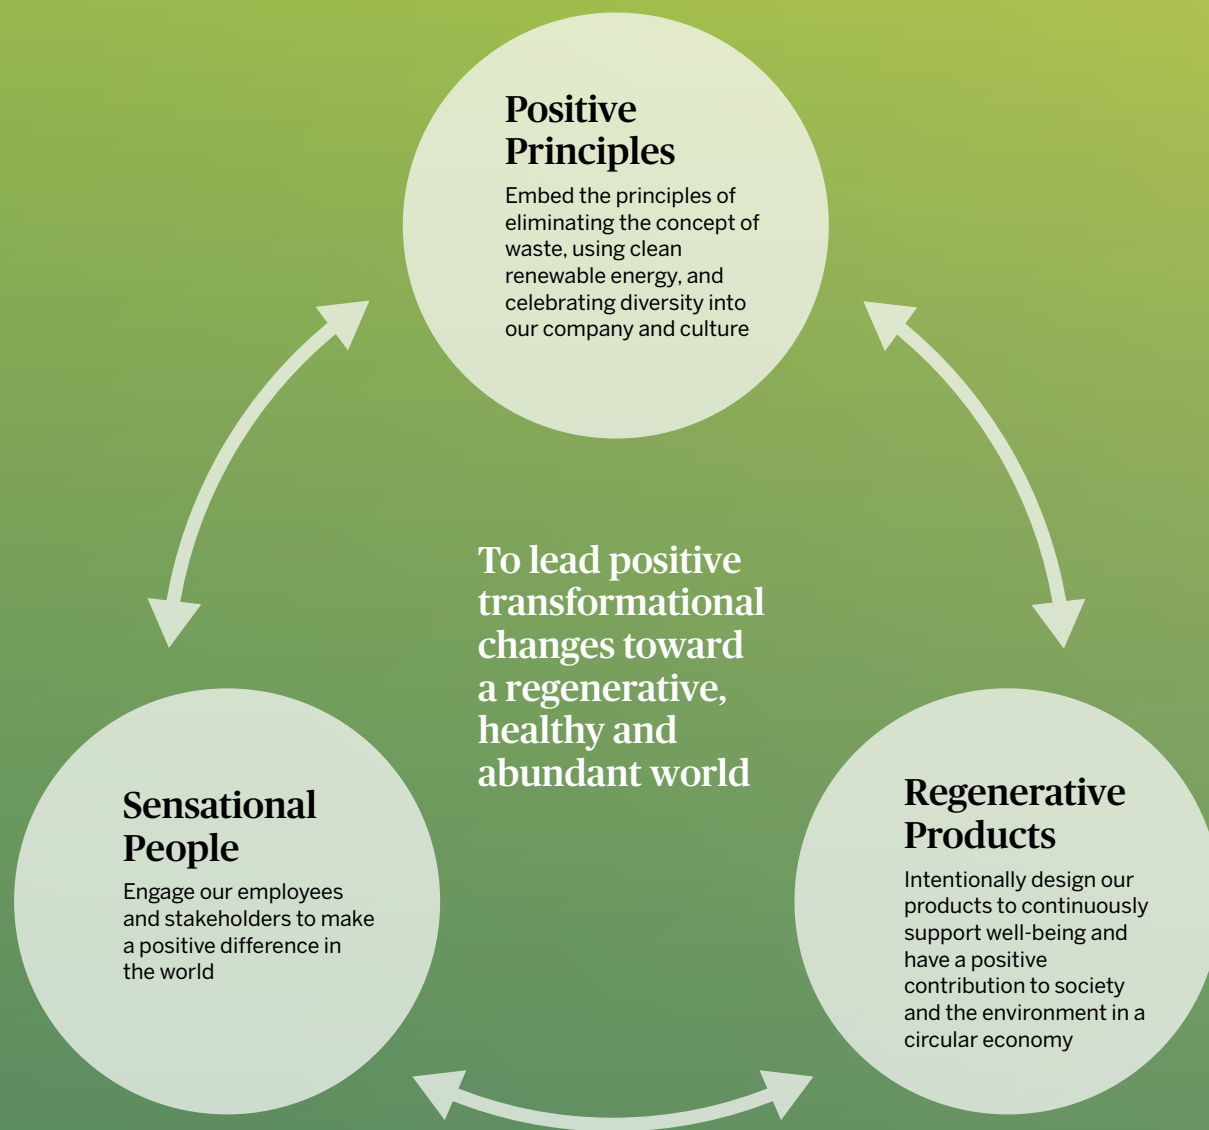 Positive
Principles
Embed the principles of
eliminating the concept of
waste, using clean
renewable energy, and
celebrating diversity into
our company and culture
To lead positive
transformational
changes toward
a regenerative,
healthy and
abundant world
Sensational
People
Engage our employees
and stakeholders to make
a positive difference in
the world
Regenerative
Products
Intentionally design our
products to continuously
support well-being and
have a positive
contribution to society
and the environment in a
circular economy